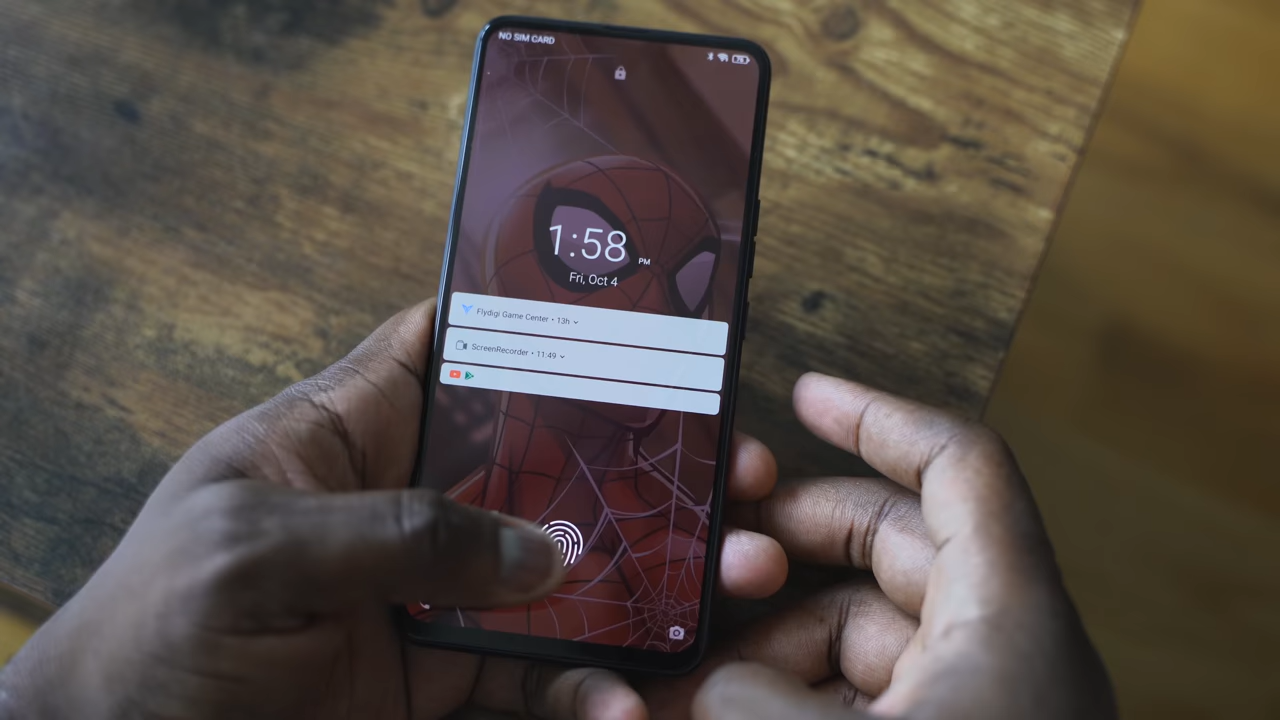 NO SIM CARD
1:58 PM
Fri, Oct 4
Flydigi Game Center • 13h
ScreenRecorder • 11:49